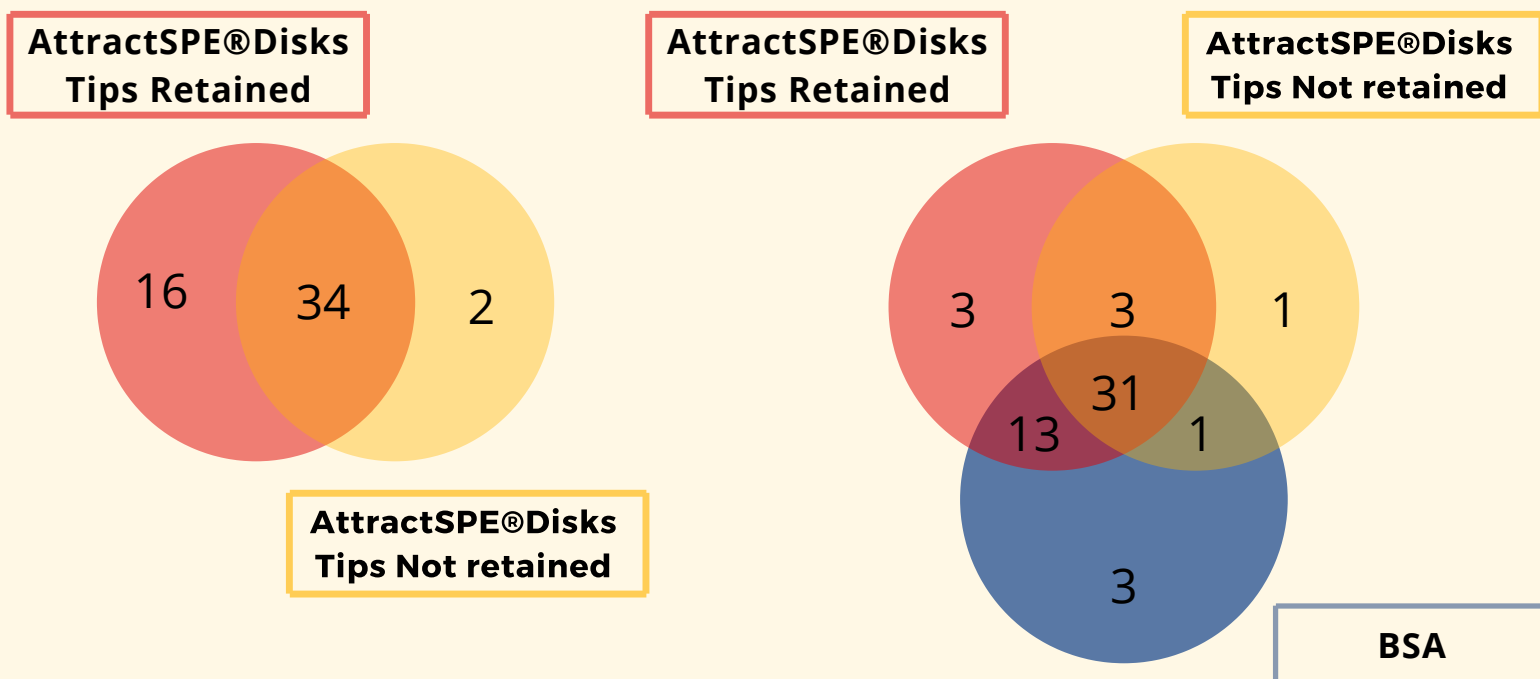 AttractSPE®Disks
Tips Retained
16
34
2
AttractSPE®Disks
Tips Not retained
AttractSPE®Disks
Tips Retained
AttractSPE®Disks
Tips Not retained
3
3
1
31
13
1
3
BSA